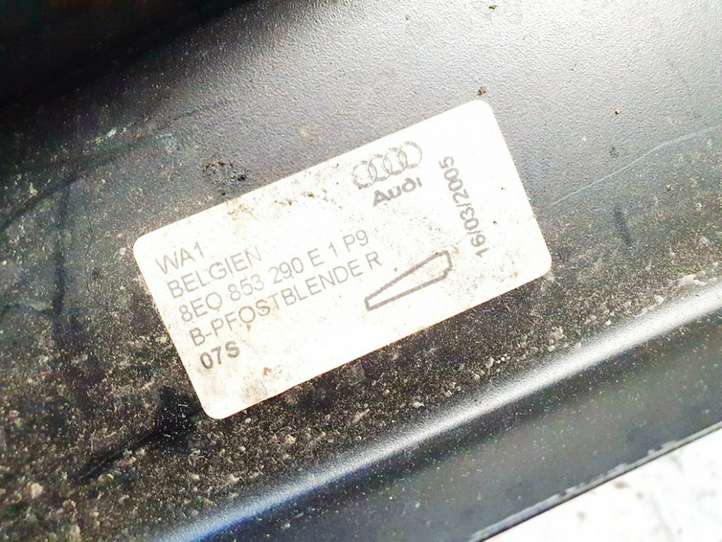 Audi
16/03/2005
WA1
BELGIEN
8E0 853 290 E 1 P9
B-PFOSTBLENDE R
07S